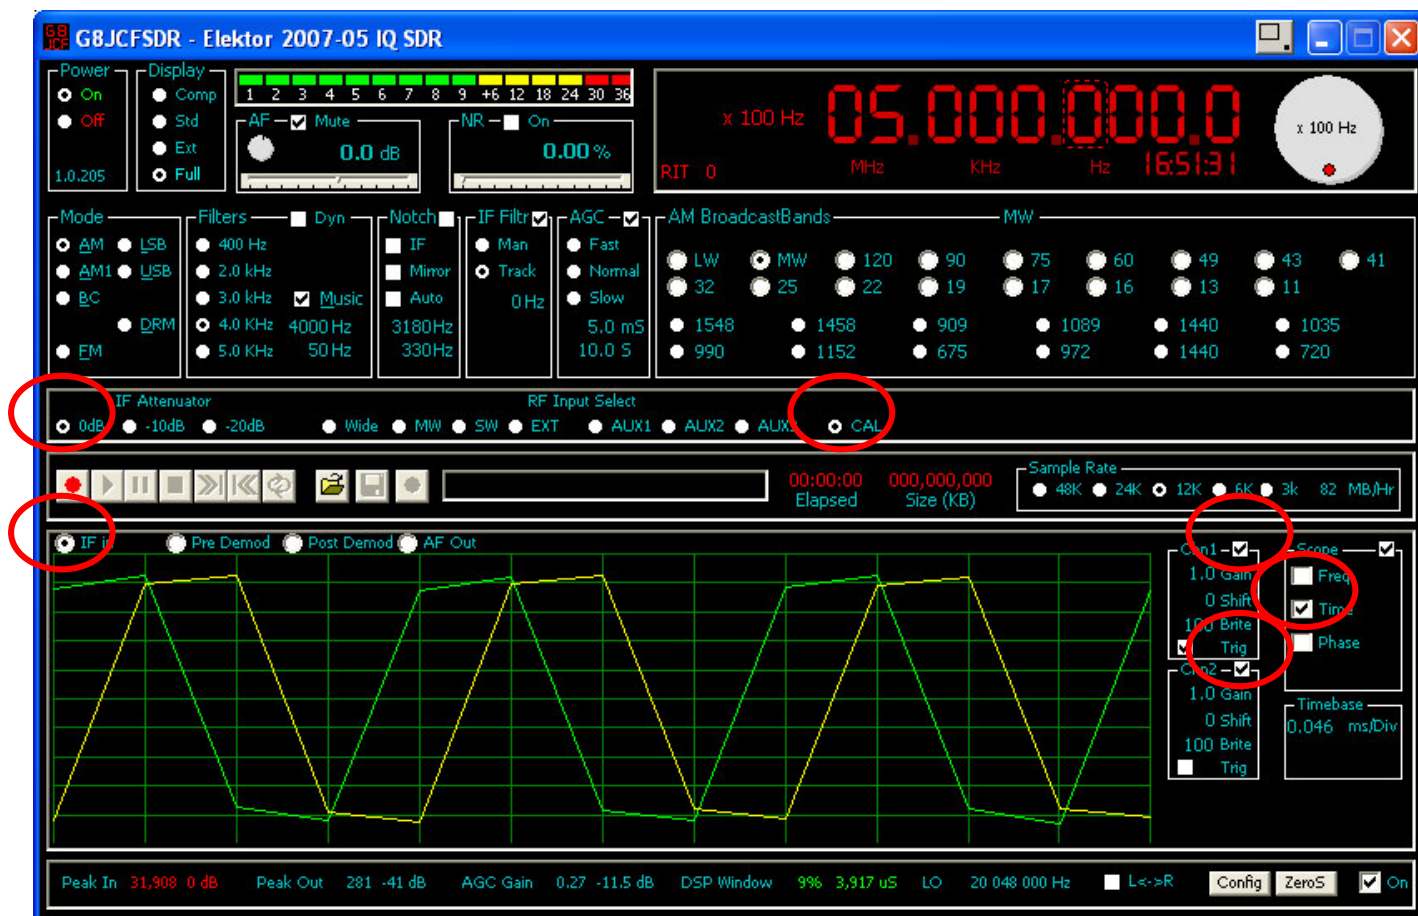 G8JCF
G8JCFSDR - Elektor 2007-05 IQ SDR
Power
On
Off
1.0.205
Display
Comp
Std
Ext
Full
1 2 3 4 5 6 7 8 9 +6 12 18 24 30 36
AF Mute
0.0 dB
NR On
0.00 %
x 100 Hz
05.000.000.0
RIT 0
MHz KHz Hz 16:51:31
x 100 Hz
Mode
AM LSB
AM1 USB
BC
DRM
FM
Filters Dyn
400 Hz
2.0 kHz
3.0 kHz Music
4.0 KHz 4000 Hz
5.0 KHz 50 Hz
Notch
IF
Mirror
Auto
3180Hz
330Hz
IF Filtr
Man
Track
0 Hz
AGC
Fast
Normal
Slow
5.0 mS
10.0 S
AM BroadcastBands MW
LW MW 120 90 75 60 49 43 41
32 25 22 19 17 16 13 11
1548 1458 909 1089 1440 1035
990 1152 675 972 1440 720
IF Attenuator RF Input Select
0dB -10dB -20dB Wide MW SW EXT AUX1 AUX2 CAL
00:00:00 000,000,000
Elapsed Size (KB)
Sample Rate
48K 24K 12K 6K 3k 82 MB/Hr
IF in Pre Demod Post Demod AF Out
Chn1
1.0 Gain
0 Shift
100 Brite
Trig
Chn2
1.0 Gain
0 Shift
100 Brite
Trig
Scope
Freq
Time
Phase
Timebase
0.046 ms/Div
Peak In 31,908 0 dB Peak Out 281 -41 dB AGC Gain 0.27 -11.5 dB DSP Window 9% 3,917 uS LO 20 048 000 Hz L<->R Config ZeroS On